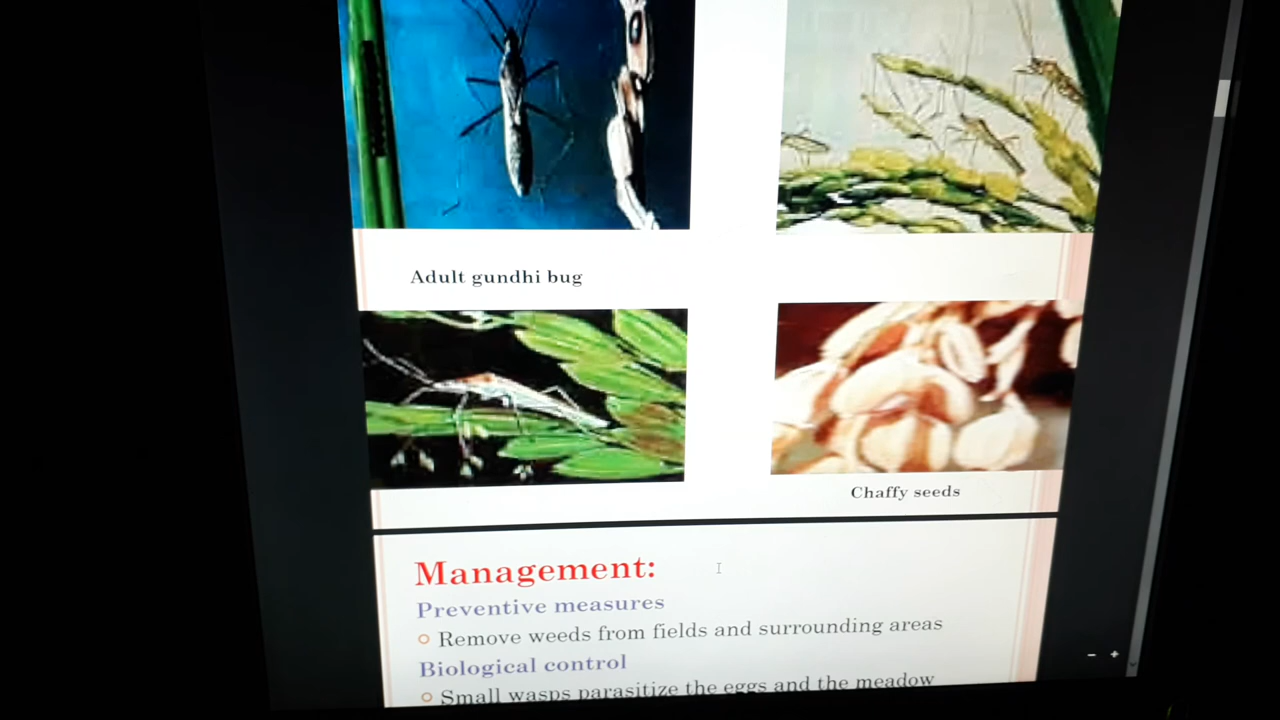 Adult gundhi bug
Chaffy seeds
Management:
Preventive measures
Remove weeds from fields and surrounding areas
Biological control
Small wasps parasitize the eggs and the meadow